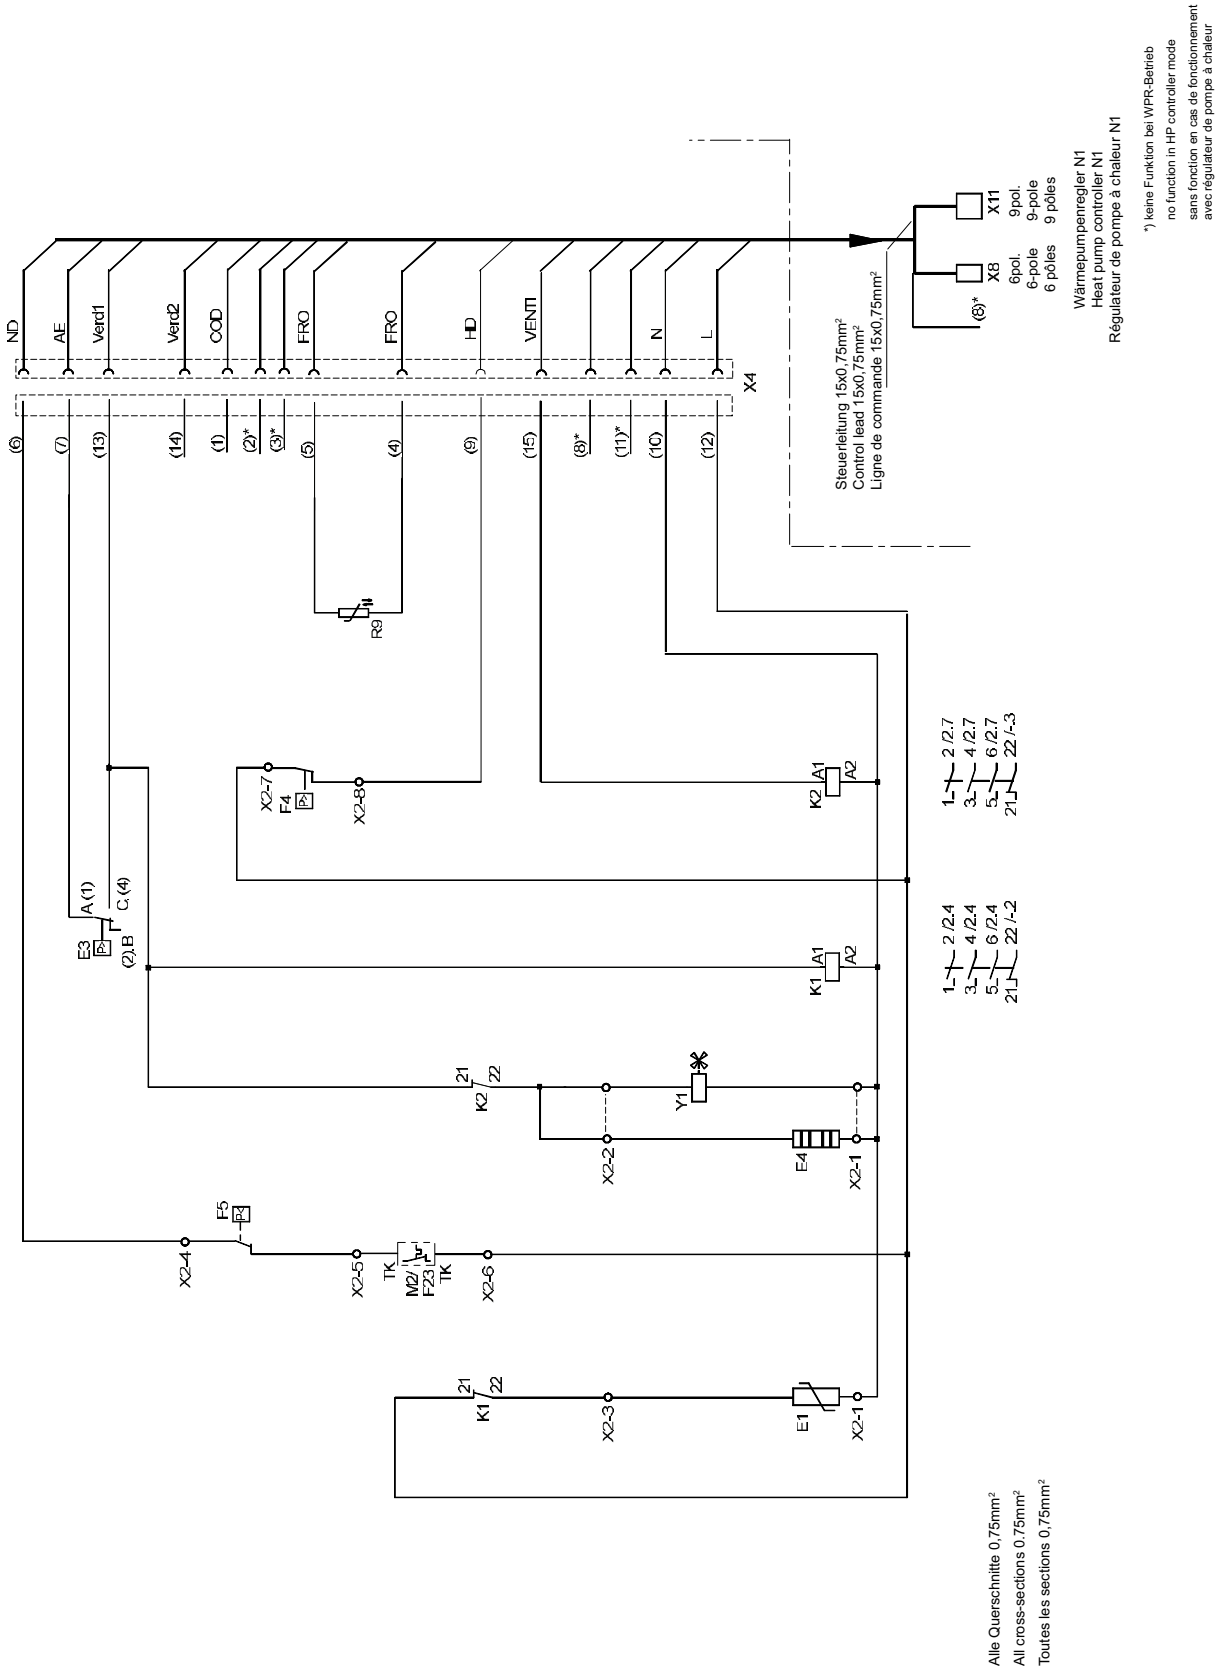 ND
AE
Verd1
Verd2
COD
FRO
FRO
HD
VENTI
N
L
X4
(6)
(7)
(13)
(14)
(1)
(2)*
(3)*
(5)
(4)
(9)
(15)
(8)*
(11)*
(10)
(12)
Steuerleitung 15x0,75mm²
Control lead 15x0,75mm²
Ligne de commande 15x0,75mm²
X8
6pol.
6-pole
6 pôles
X11
9pol.
9-pole
9 pôles
(8)*
Wärmepumpenregler N1
Heat pump controller N1
Régulateur de pompe à chaleur N1
*) keine Funktion bei WPR-Betrieb
no function in HP controller mode
sans fonction en cas de fonctionnement
avec régulateur de pompe à chaleur
R9
X2-7
F4
P>
X2-8
K2
A1
A2
E3
P>
A (1)
C (4)
(2) B
K1
A1
A2
K2
21
22
X2-2
Y1
E4
X2-1
X2-4
F5
P<
X2-5
TK
M2/
F23
TK
X2-6
K1
21
22
X2-3
E1
X2-1
1 2 /2.7
3 4 /2.7
5 6 /2.7
21 22 /-.3
1 2 /2.4
3 4 /2.4
5 6 /2.4
21 22 /-.2
Alle Querschnitte 0,75mm²
All cross-sections 0.75mm²
Toutes les sections 0,75mm²